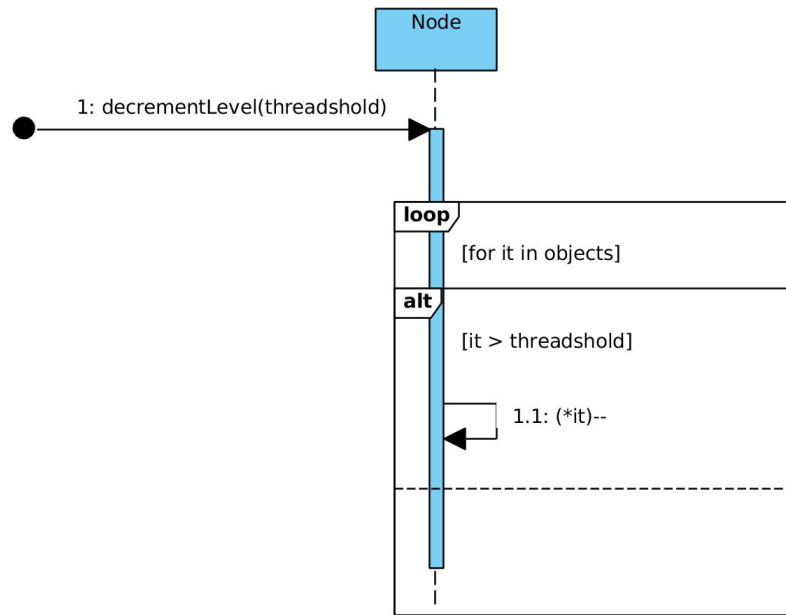 Node
1: decrementLevel(threadshold)
loop
[for it in objects]
alt
[it > threadshold]
1.1: (*it)--